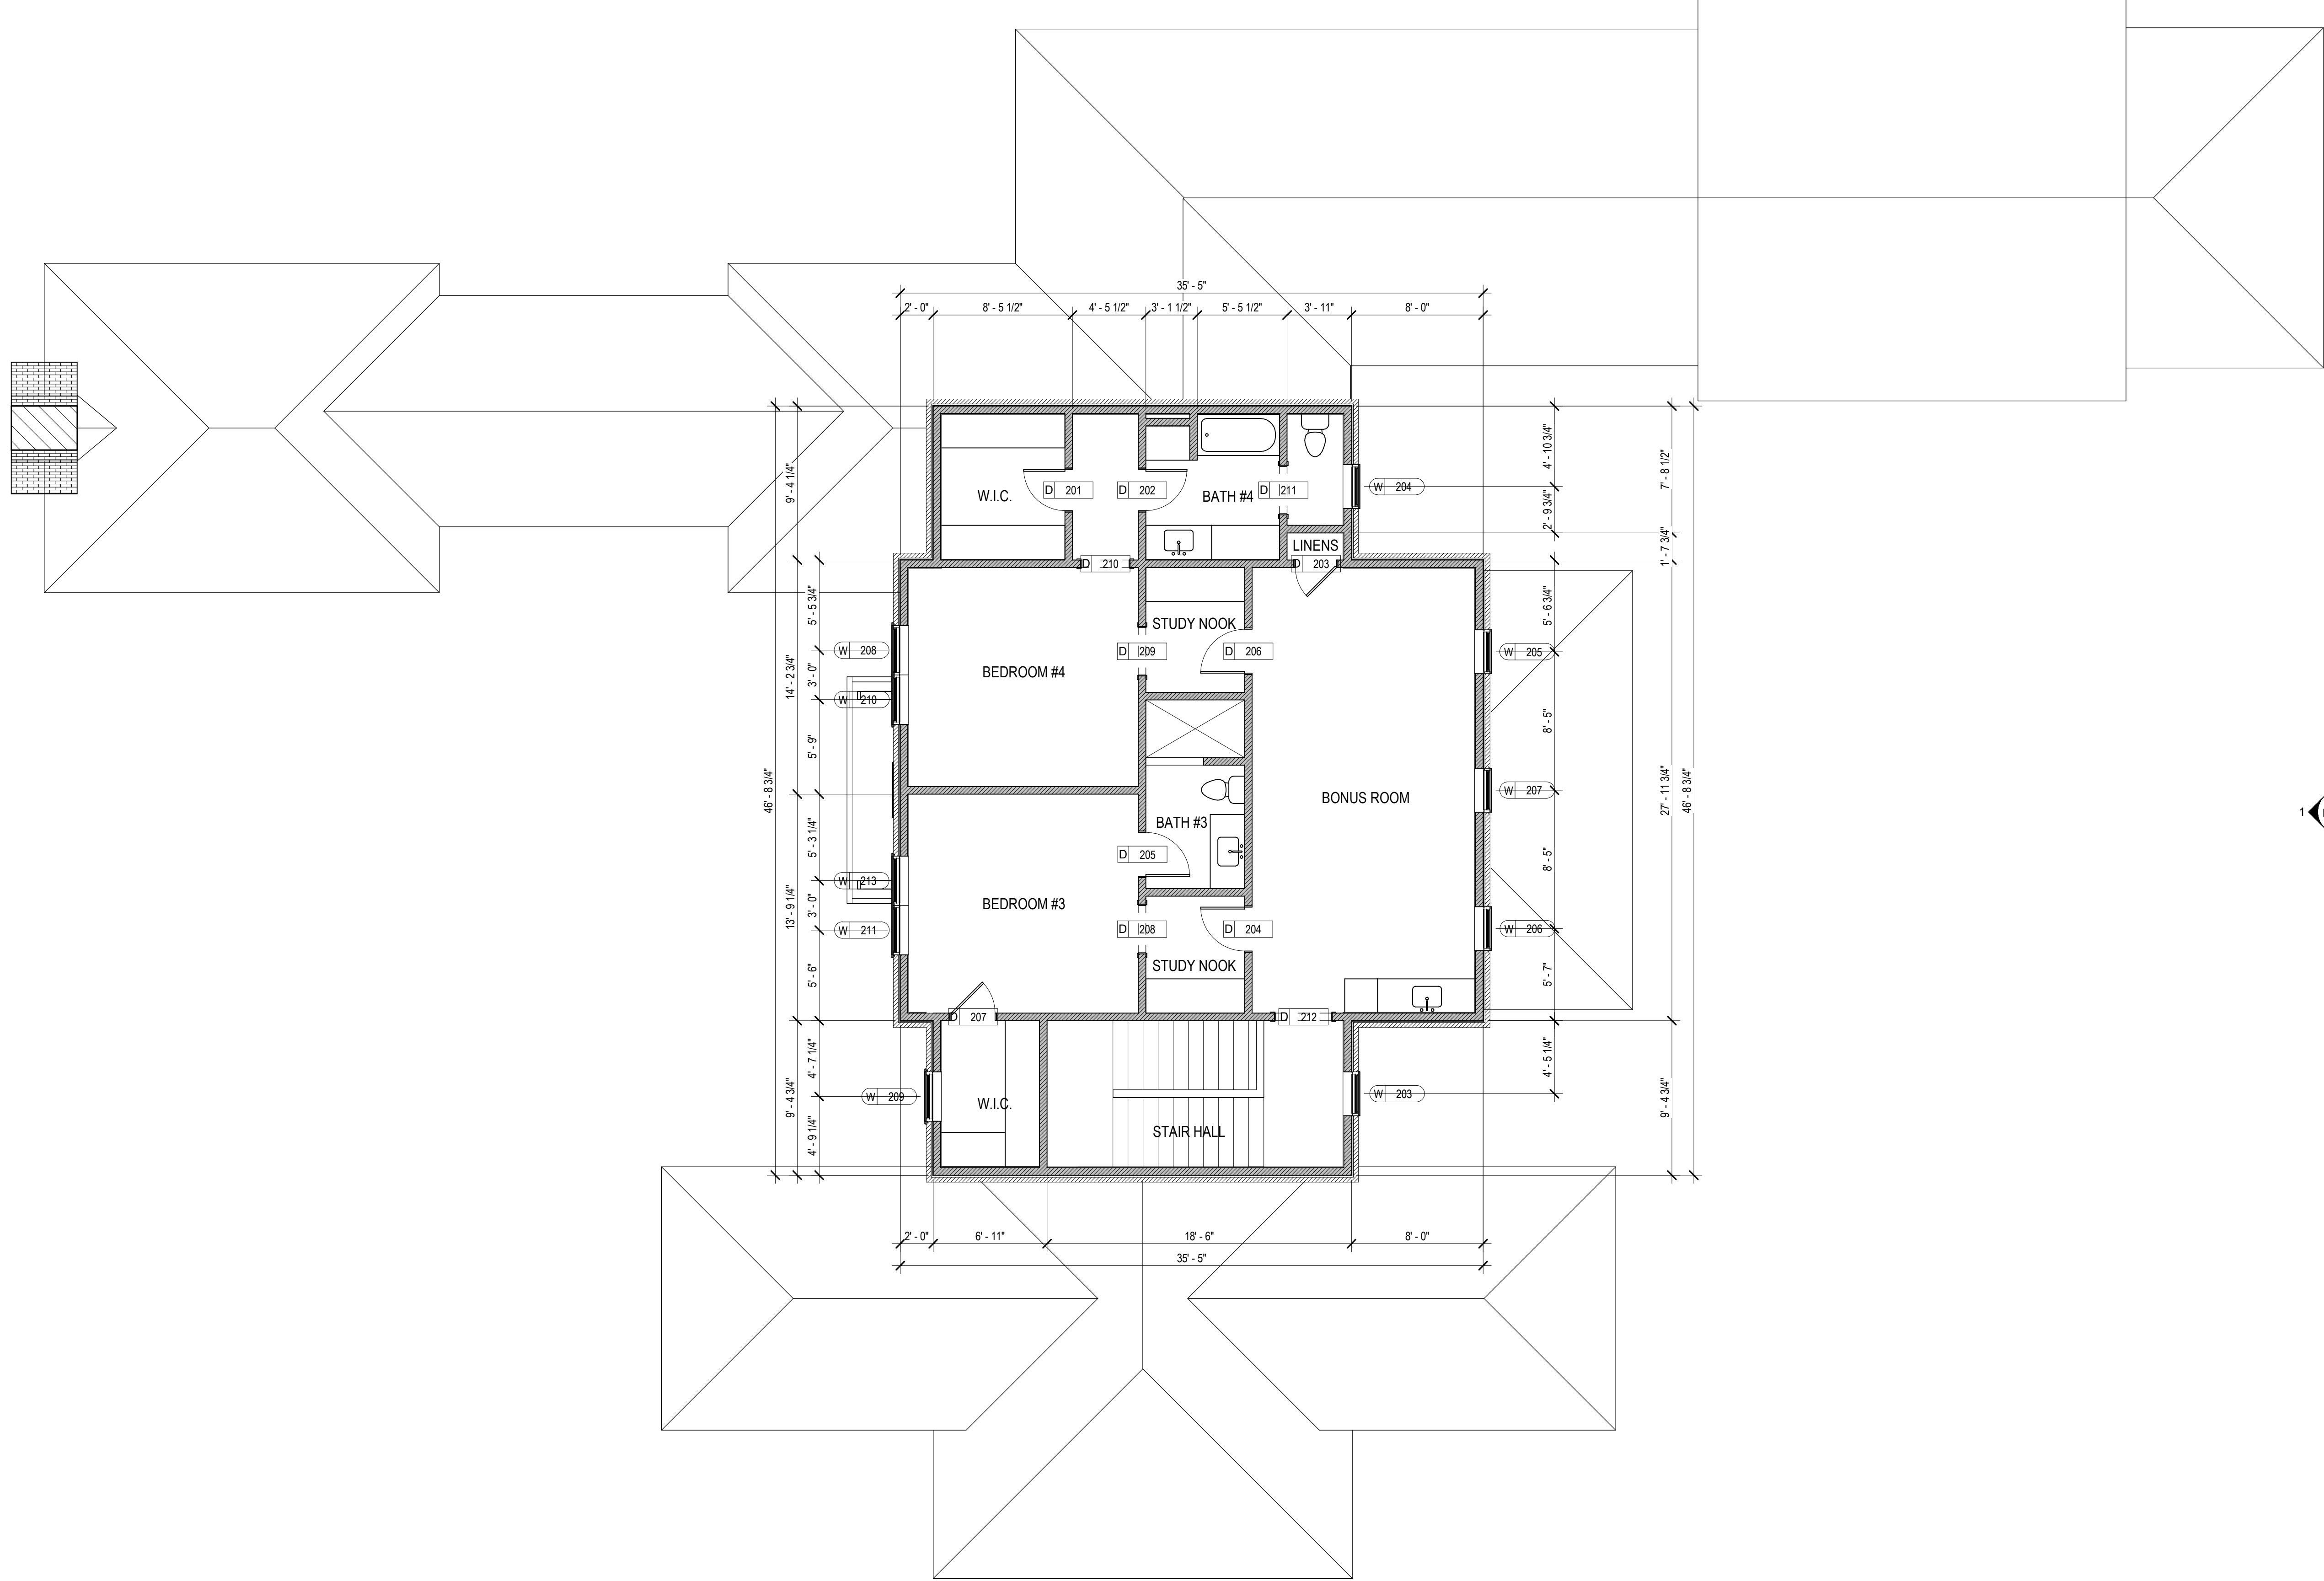 35' - 5"
2' - 0"
8' - 5 1/2"
4' - 5 1/2"
3' - 1 1/2"
5' - 5 1/2"
3' - 11"
8' - 0"
9' - 4 1/4"
W.I.C.
D 201
D 202
BATH #4
D 211
W 204
4' - 10 3/4"
2' - 9 3/4"
7' - 8 1/2"
1' - 7 3/4"
LINENS
D 210
D 203
5' - 5 3/4"
STUDY NOOK
5' - 6 3/4"
W 208
D 209
D 206
W 205
14' - 2 3/4"
3' - 0"
BEDROOM #4
W 210
8' - 5"
5' - 9"
46' - 8 3/4"
BONUS ROOM
W 207
27' - 11 3/4"
46' - 8 3/4"
1
BATH #3
5' - 3 1/4"
D 205
8' - 5"
W 213
13' - 9 1/4"
3' - 0"
BEDROOM #3
W 211
D 208
D 204
W 206
5' - 6"
STUDY NOOK
5' - 7"
D 207
D 212
4' - 7 1/4"
4' - 5 1/4"
9' - 4 3/4"
W 209
W.I.C.
W 203
9' - 4 3/4"
4' - 9 1/4"
STAIR HALL
2' - 0"
6' - 11"
18' - 6"
8' - 0"
35' - 5"